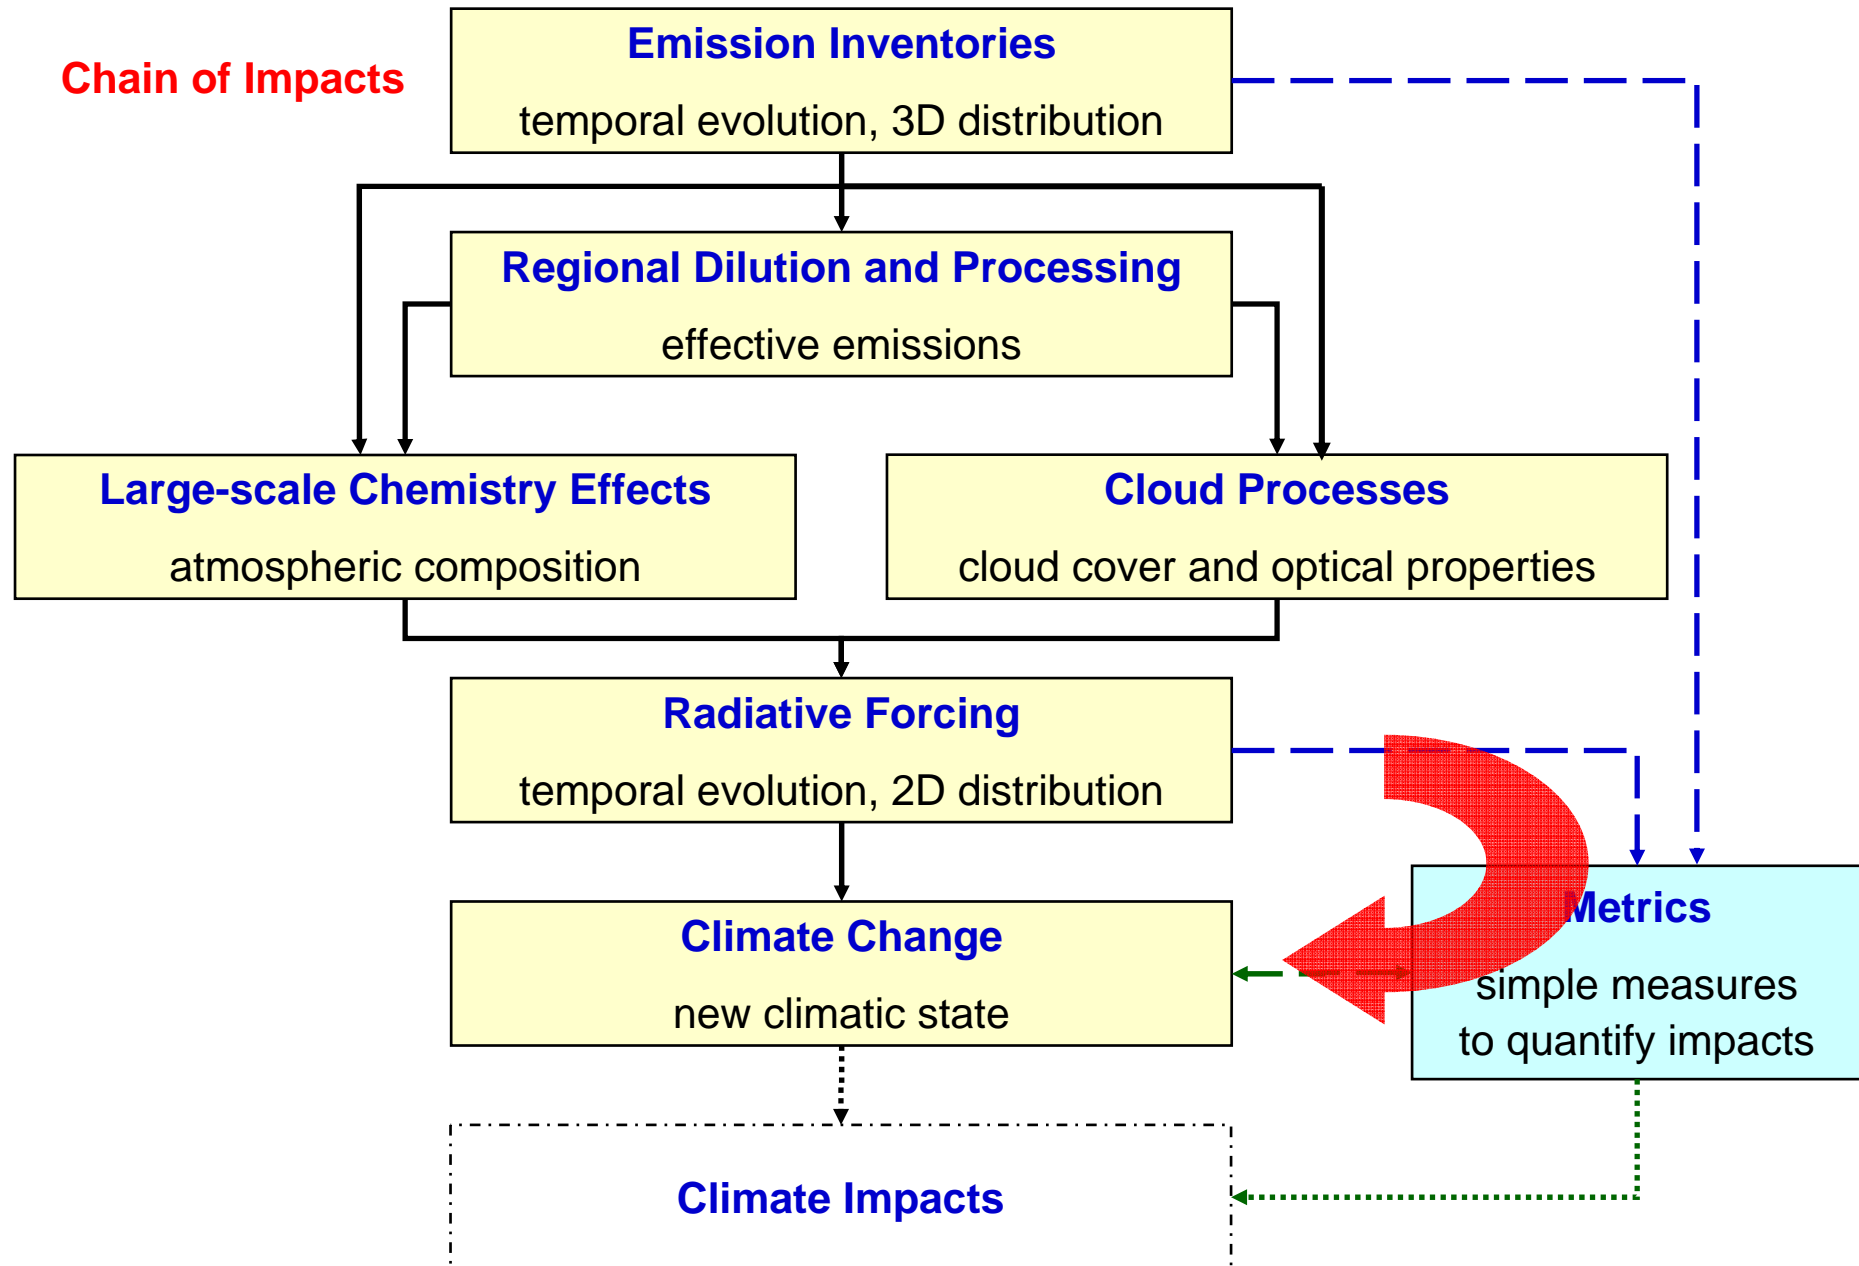 Chain of Impacts
Emission Inventories
temporal evolution, 3D distribution
Regional Dilution and Processing
effective emissions
Large-scale Chemistry Effects
atmospheric composition
Cloud Processes
cloud cover and optical properties
Radiative Forcing
temporal evolution, 2D distribution
Climate Change
new climatic state
Metrics
simple measures
to quantify impacts
Climate Impacts